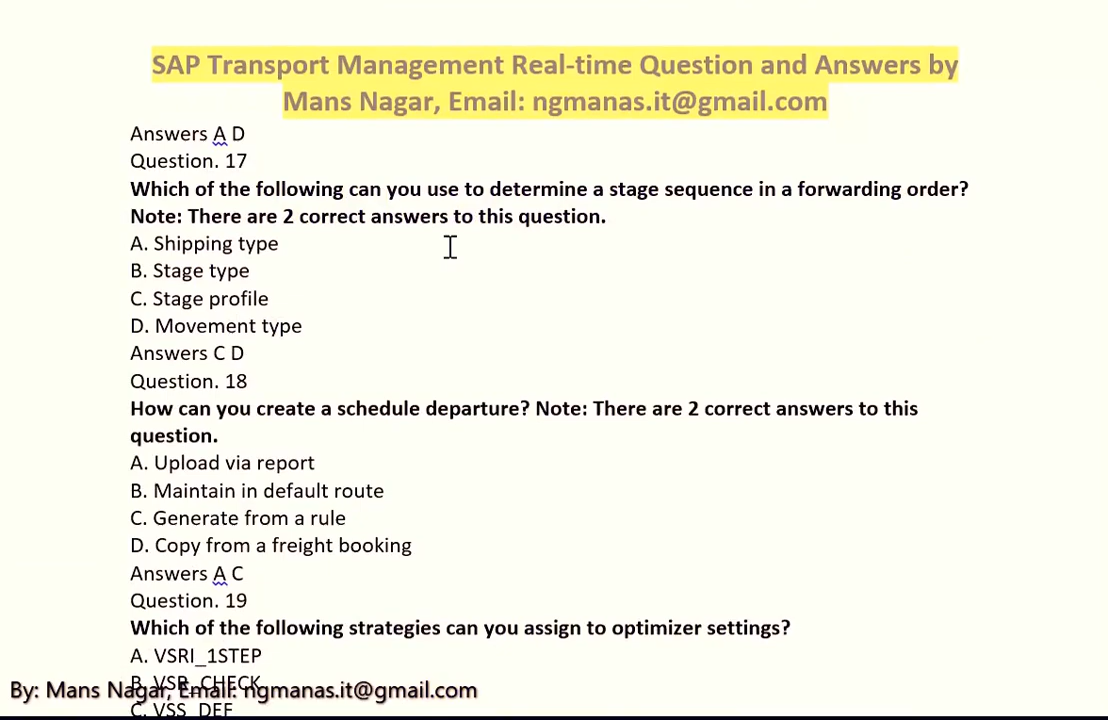 SAP Transport Management Real-time Question and Answers by
Mans Nagar, Email: ngmanas.it@gmail.com
Answers A D
Question. 17
Which of the following can you use to determine a stage sequence in a forwarding order?
Note: There are 2 correct answers to this question.
A. Shipping type
B. Stage type
C. Stage profile
D. Movement type
Answers C D
Question. 18
How can you create a schedule departure? Note: There are 2 correct answers to this
question.
A. Upload via report
B. Maintain in default route
C. Generate from a rule
D. Copy from a freight booking
Answers A C
Question. 19
Which of the following strategies can you assign to optimizer settings?
A. VSRI_1STEP
B. VSR_CHECK
By: Mans Nagar, Email: ngmanas.it@gmail.com
C. VSS_DEF